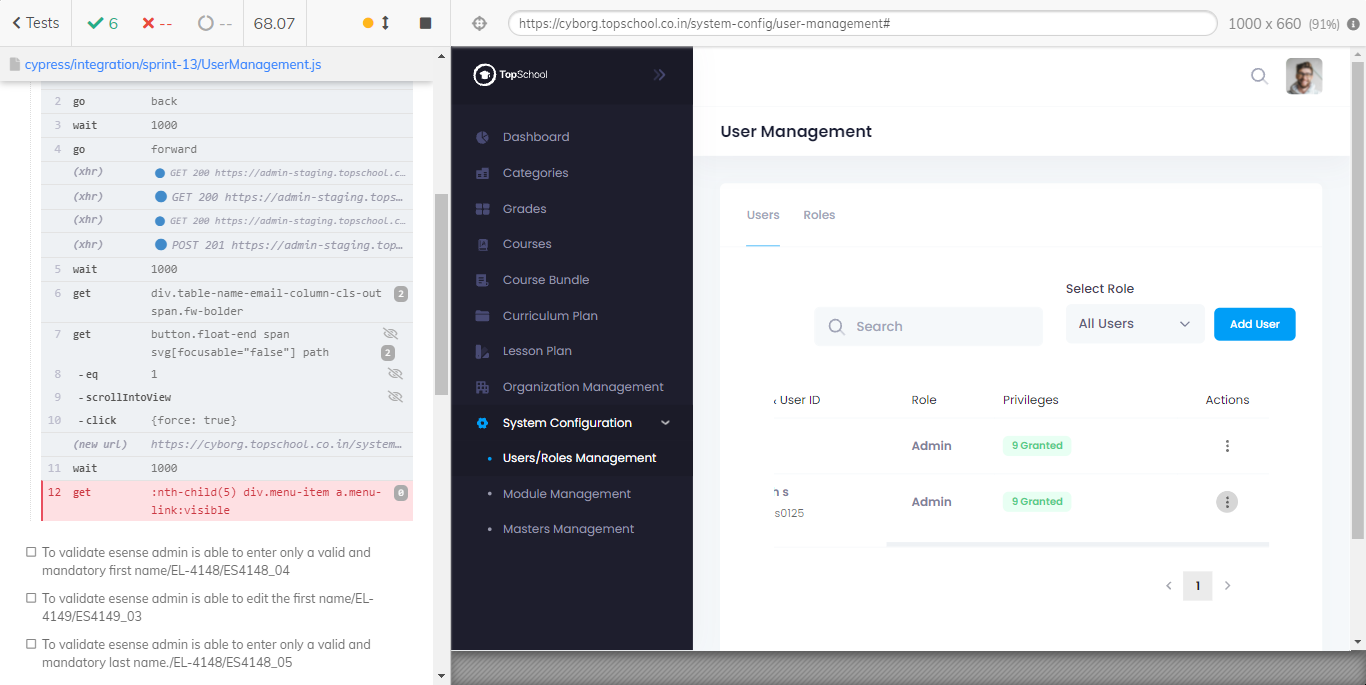 Tests
6
--
--
68.07
https://cyborg.topschool.co.in/system-config/user-management#
1000 x 660 (91%)
cypress/integration/sprint-13/UserManagement.js
2 go back
3 wait 1000
4 go forward
(xhr) GET 200 https://admin-staging.topschool.c…
(xhr) GET 200 https://admin-staging.tops…
(xhr) GET 200 https://admin-staging.topschool.c…
(xhr) POST 201 https://admin-staging.top…
5 wait 1000
6 get div.table-name-email-column-cls-out 2
span.fw-bolder
7 get button.float-end span
svg[focusable="false"] path 2
8 -eq 1
9 -scrollIntoView
10 -click {force: true}
(new url) https://cyborg.topschool.co.in/system…
11 wait 1000
12 get :nth-child(5) div.menu-item a.menu- 0
link:visible
To validate esense admin is able to enter only a valid and
mandatory first name/EL-4148/ES4148_04
To validate esense admin is able to edit the first name/EL-
4149/ES4149_03
To validate esense admin is able to enter only a valid and
mandatory last name./EL-4148/ES4148_05
TopSchool
Dashboard
Categories
Grades
Courses
Course Bundle
Curriculum Plan
Lesson Plan
Organization Management
System Configuration
Users/Roles Management
Module Management
Masters Management
User Management
Users Roles
Select Role
Search
All Users
Add User
User ID Role Privileges Actions
Admin 9 Granted
s Admin 9 Granted
s0125
1